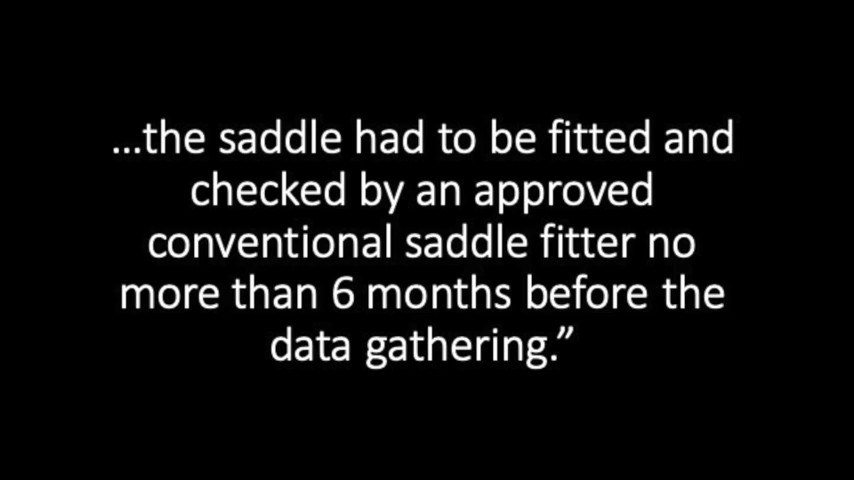 ...the saddle had to be fitted and
checked by an approved
conventional saddle fitter no
more than 6 months before the
data gathering.”